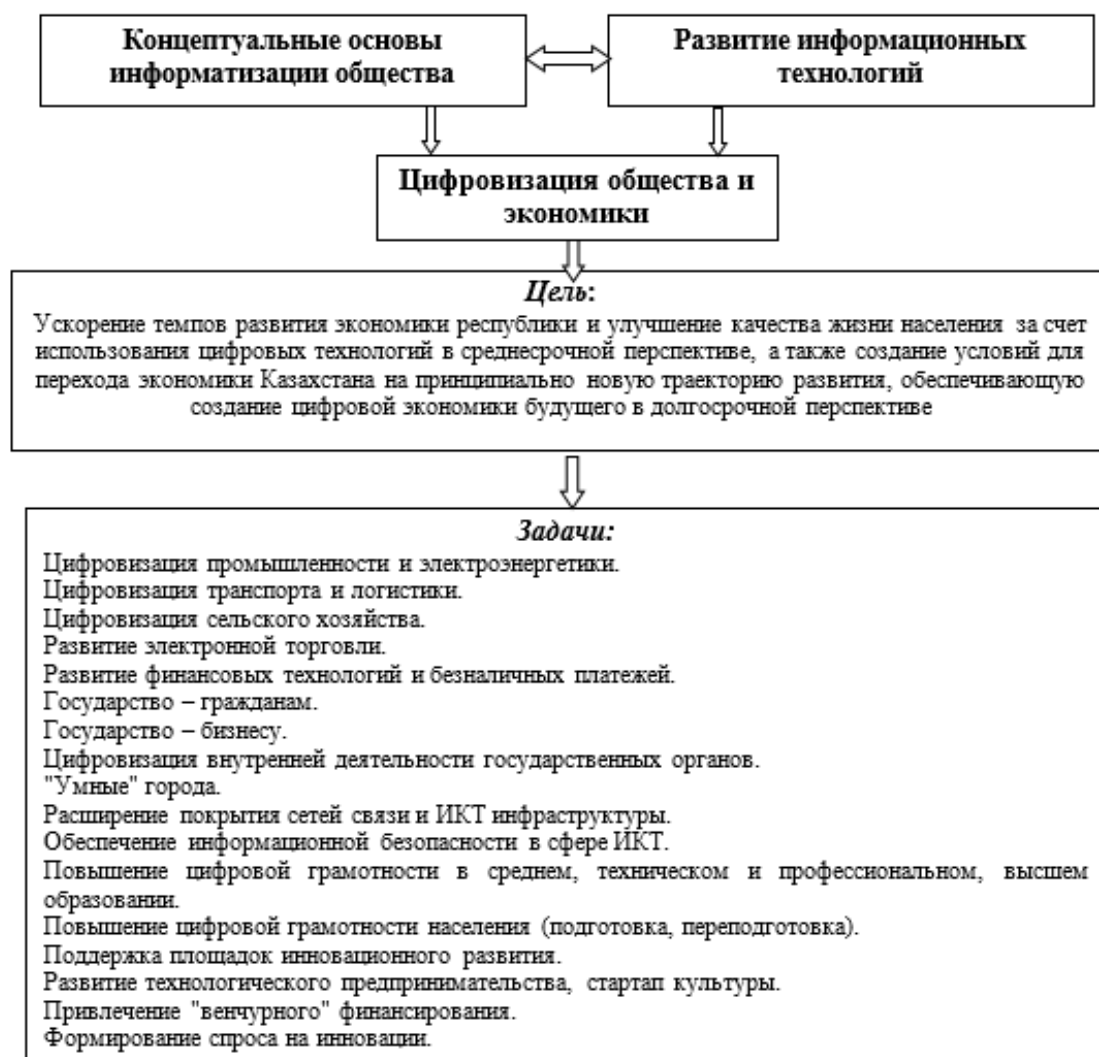 Концептуальные основы
информатизации общества
Развитие информационных
технологий
Цифровизация общества и
экономики
Цель:
Ускорение темпов развития экономики республики и улучшение качества жизни населения за счет
использования цифровых технологий в среднесрочной перспективе, а также создание условий для
перехода экономики Казахстана на принципиально новую траекторию развития, обеспечивающую
создание цифровой экономики будущего в долгосрочной перспективе
Задачи:
Цифровизация промышленности и электроэнергетики.
Цифровизация транспорта и логистики.
Цифровизация сельского хозяйства.
Развитие электронной торговли.
Развитие финансовых технологий и безналичных платежей.
Государство – гражданам.
Государство – бизнесу.
Цифровизация внутренней деятельности государственных органов.
"Умные" города.
Расширение покрытия сетей связи и ИКТ инфраструктуры.
Обеспечение информационной безопасности в сфере ИКТ.
Повышение цифровой грамотности в среднем, техническом и профессиональном, высшем
образовании.
Повышение цифровой грамотности населения (подготовка, переподготовка).
Поддержка площадок инновационного развития.
Развитие технологического предпринимательства, стартап культуры.
Привлечение "венчурного" финансирования.
Формирование спроса на инновации.